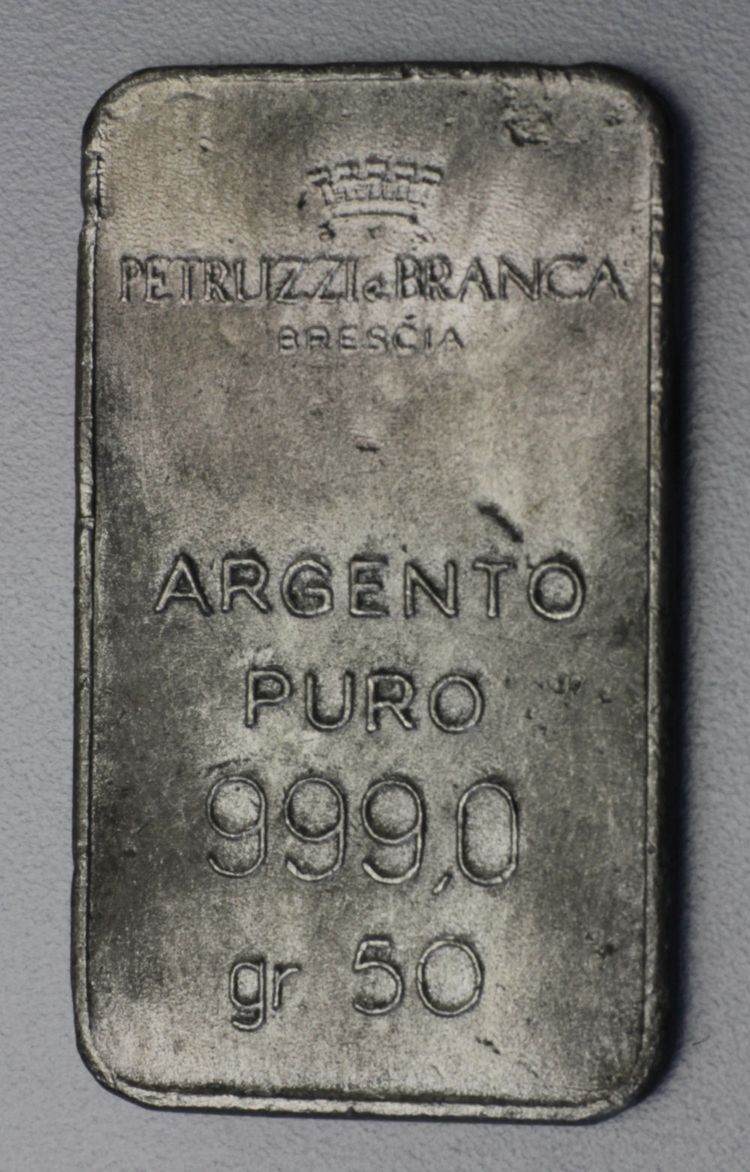 PETRUZZI e BRANCA
BRESCIA
ARGENTO
PURO
999,0
gr 50